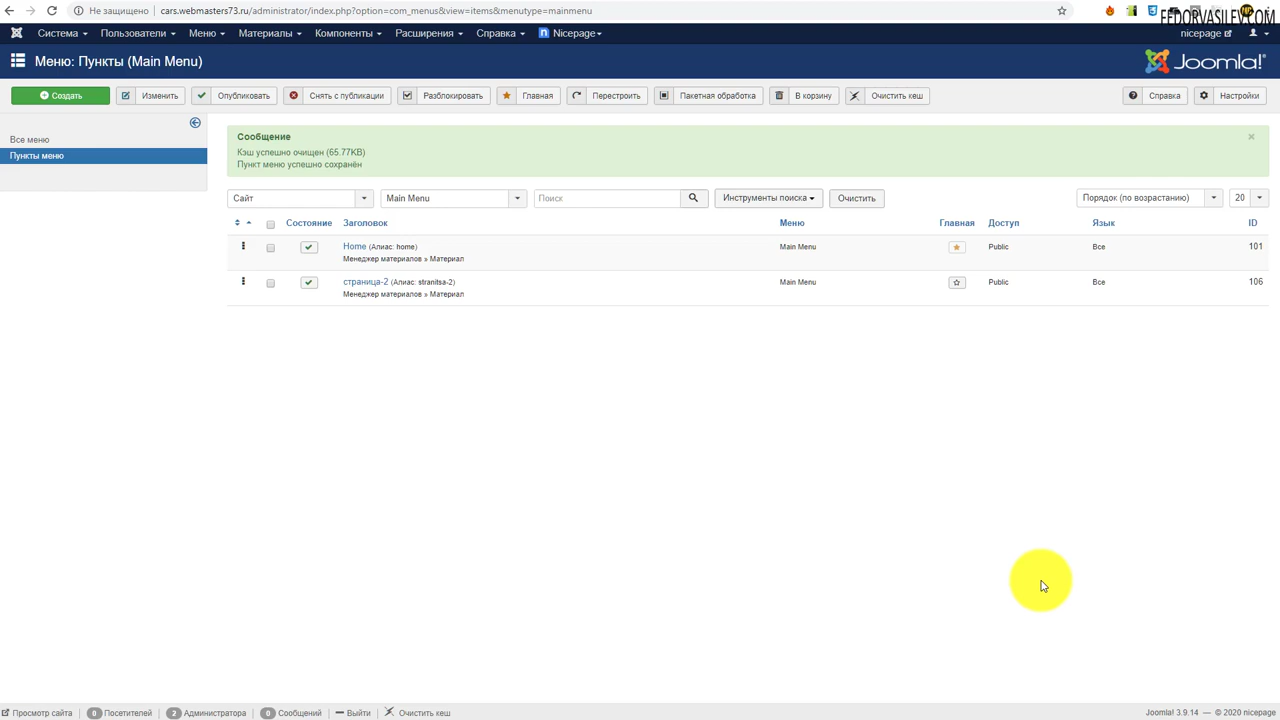 Не защищено | cars.webmasters73.ru/administrator/index.php?option=com_menus&view=items&menutype=mainmenu
FEDORVASILEV.COM
Система Пользователи Меню Материалы Компоненты Расширения Справка Nicepage nicepage
Меню: Пункты (Main Menu) Joomla!®
Создать Изменить Опубликовать Снять с публикации Разблокировать Главная Перестроить Пакетная обработка В корзину Очистить кеш Справка Настройки
Все меню
Пункты меню
Сообщение
Кэш успешно очищен (65.77KB)
Пункт меню успешно сохранён
Сайт Main Menu Поиск Инструменты поиска Очистить Порядок (по возрастанию) 20
Состояние Заголовок Меню Главная Доступ Язык ID
Home (Алиас: home) Main Menu Public Все 101
Менеджер материалов » Материал
страница-2 (Алиас: stranitsa-2) Main Menu Public Все 106
Менеджер материалов » Материал
Просмотр сайта 0 Посетителей 2 Администратора 0 Сообщений Выйти Очистить кеш Joomla! 3.9.14 — © 2020 nicepage